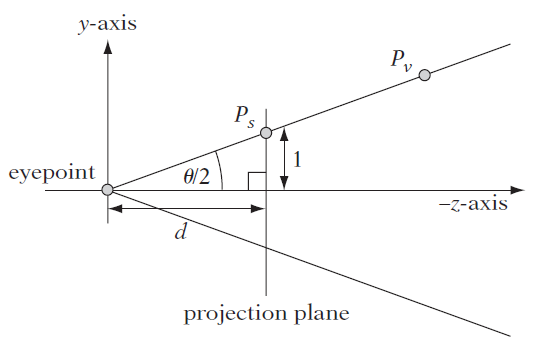 y-axis
Pv
Ps
1
eyepoint
θ/2
–z-axis
d
projection plane